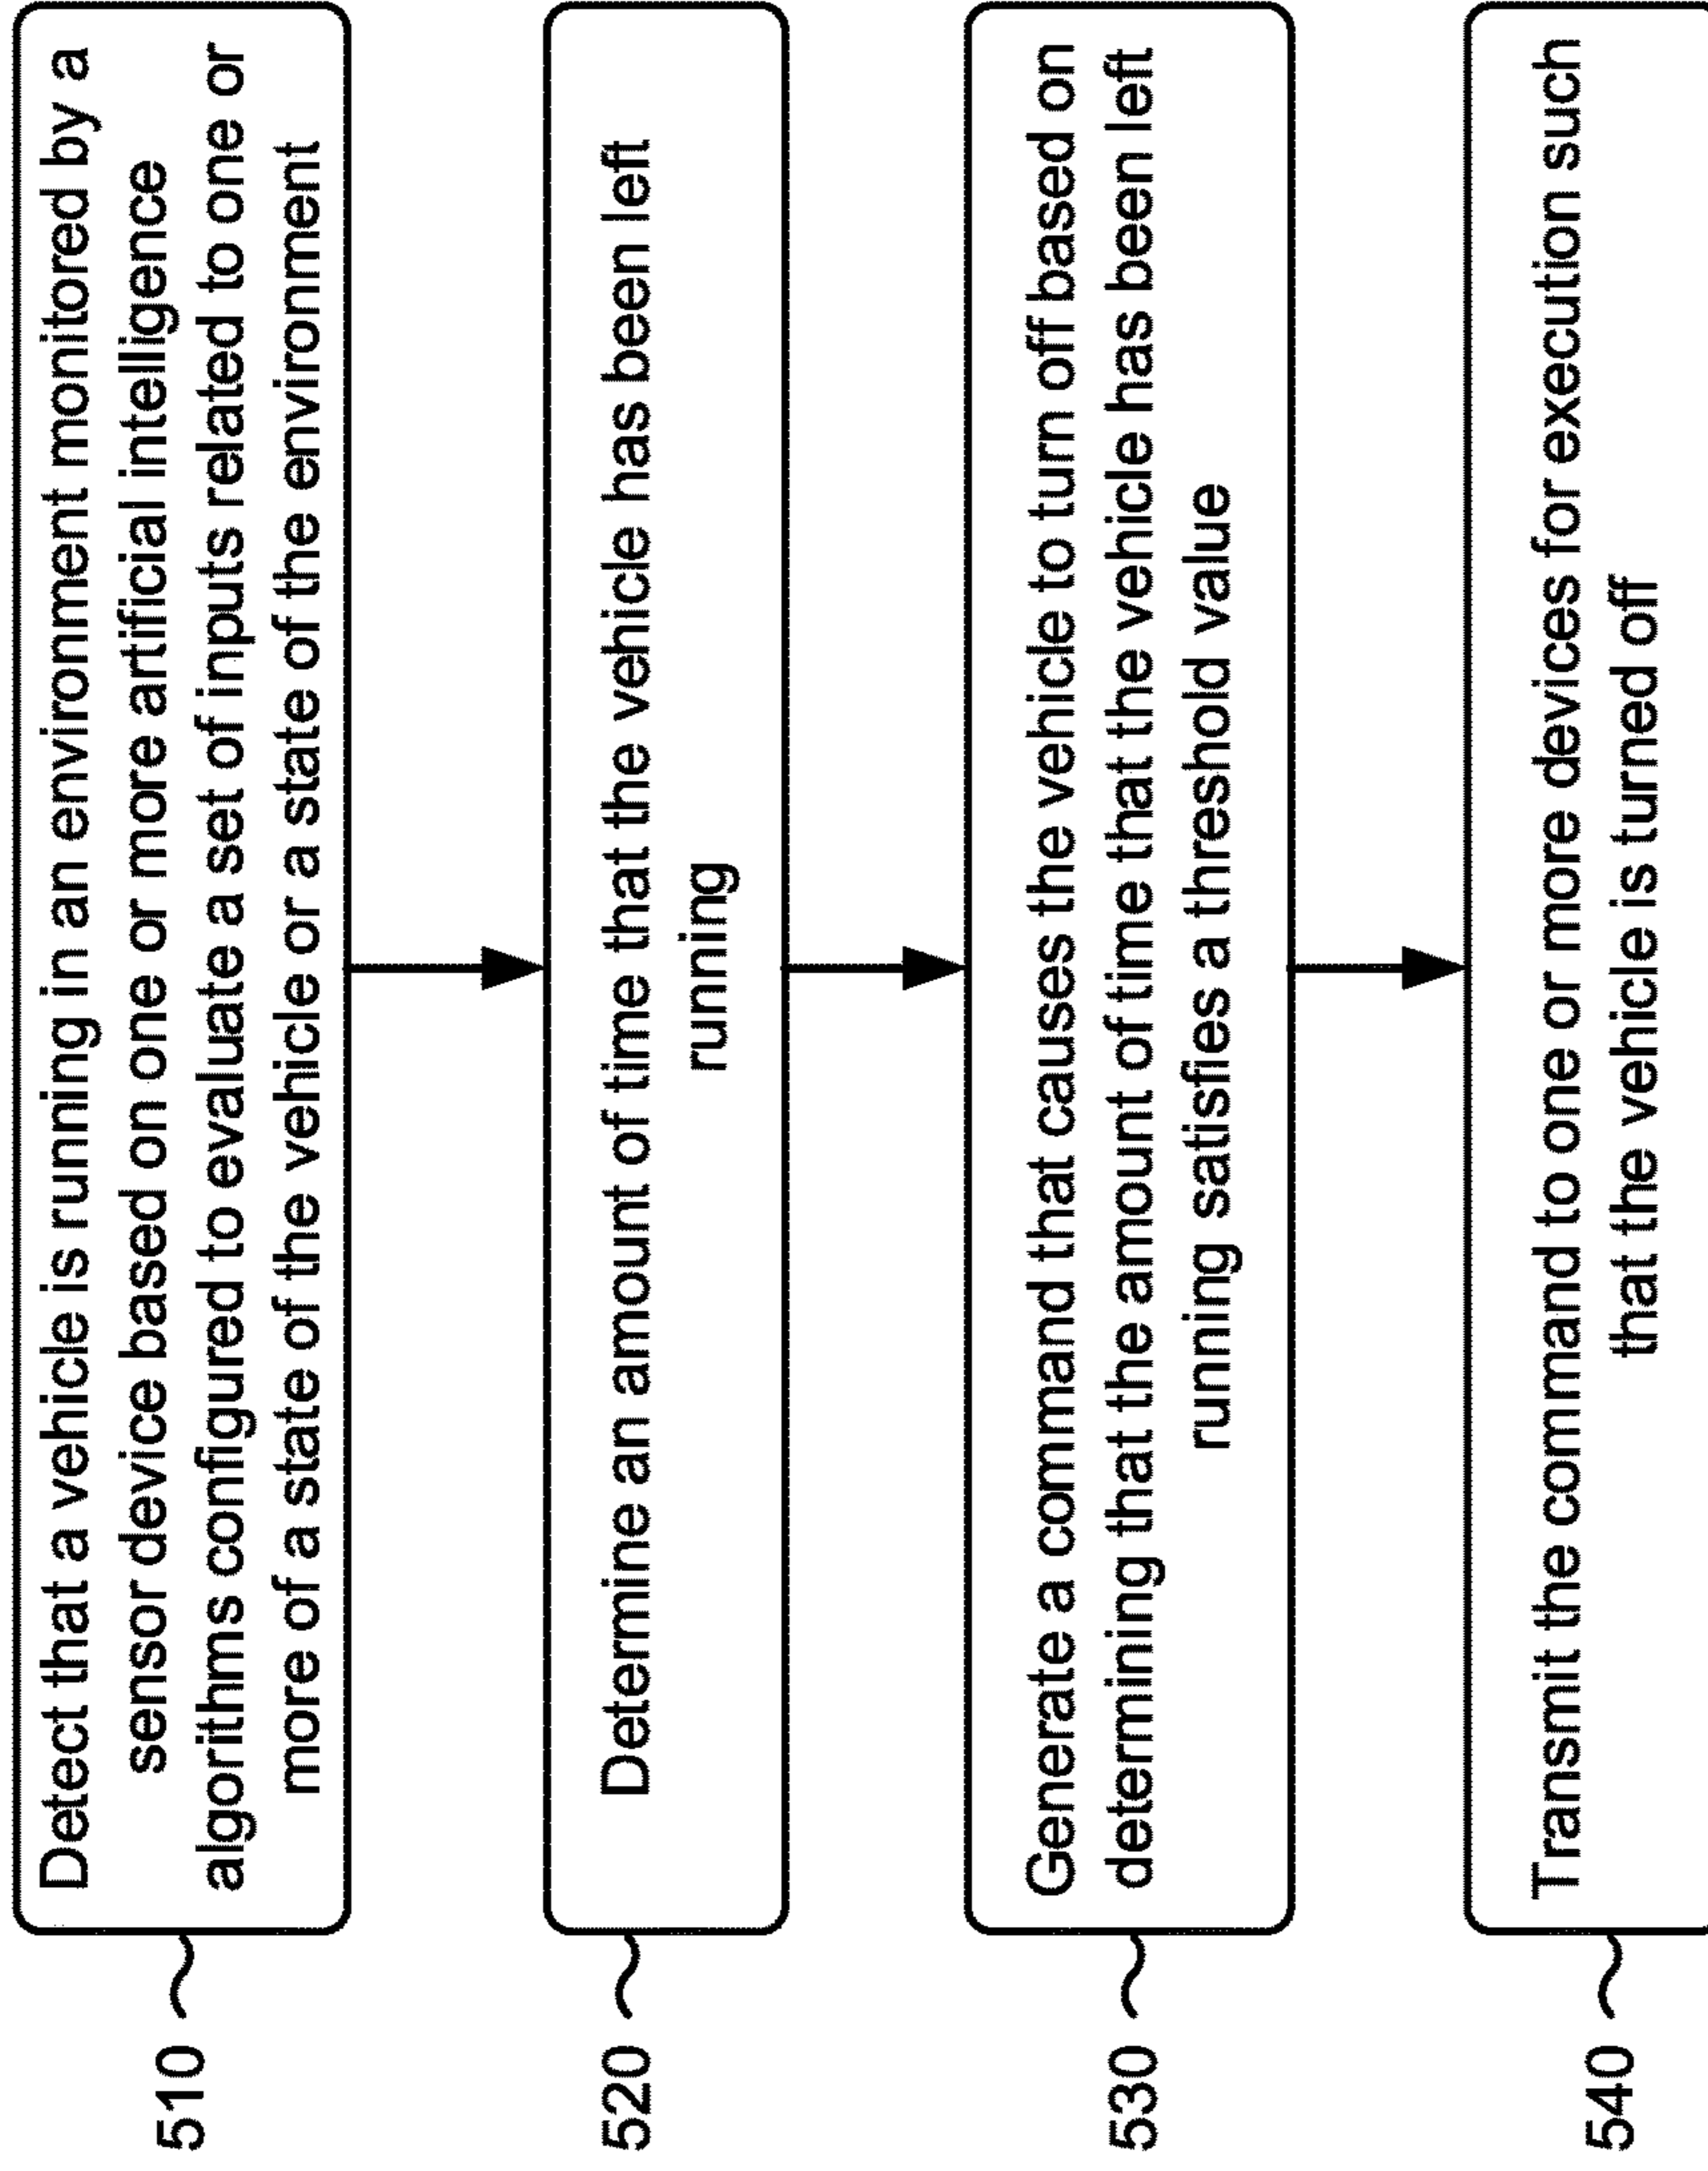 510
Detect that a vehicle is running in an environment monitored by a
sensor device based on one or more artificial intelligence
algorithms configured to evaluate a set of inputs related to one or
more of a state of the vehicle or a state of the environment
520
Determine an amount of time that the vehicle has been left
running
530
Generate a command that causes the vehicle to turn off based on
determining that the amount of time that the vehicle has been left
running satisfies a threshold value
540
Transmit the command to one or more devices for execution such
that the vehicle is turned off